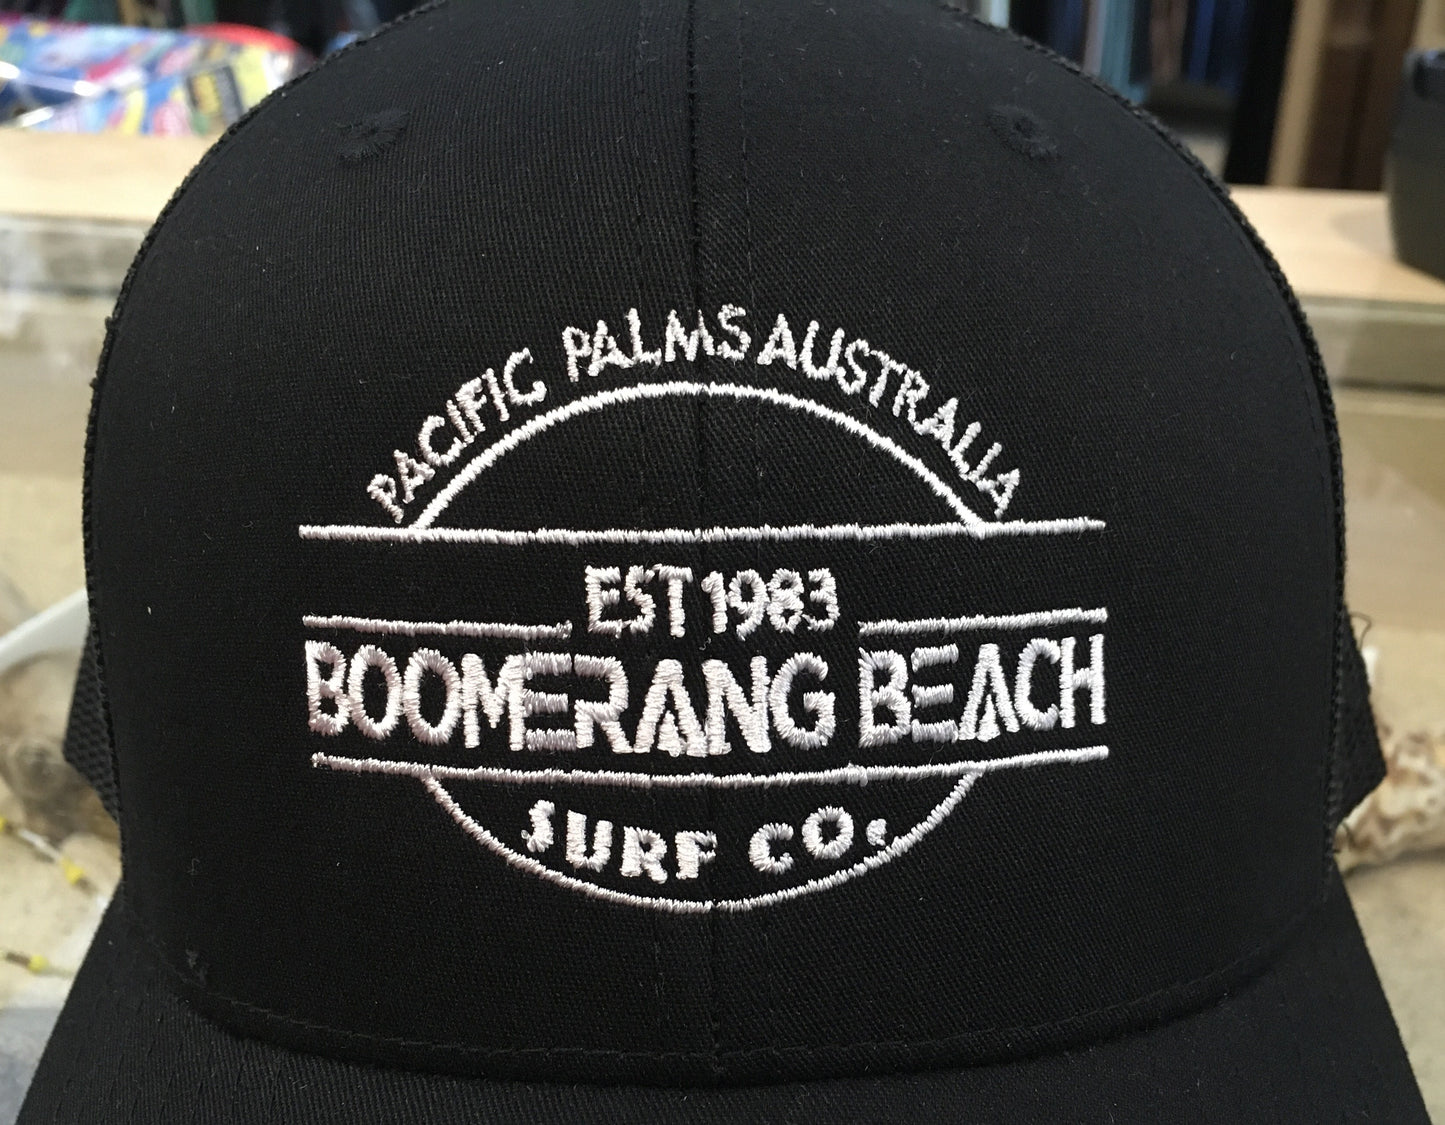 PACIFIC PALMS AUSTRALIA
EST 1983
BOOMERANG BEACH
SURF CO.